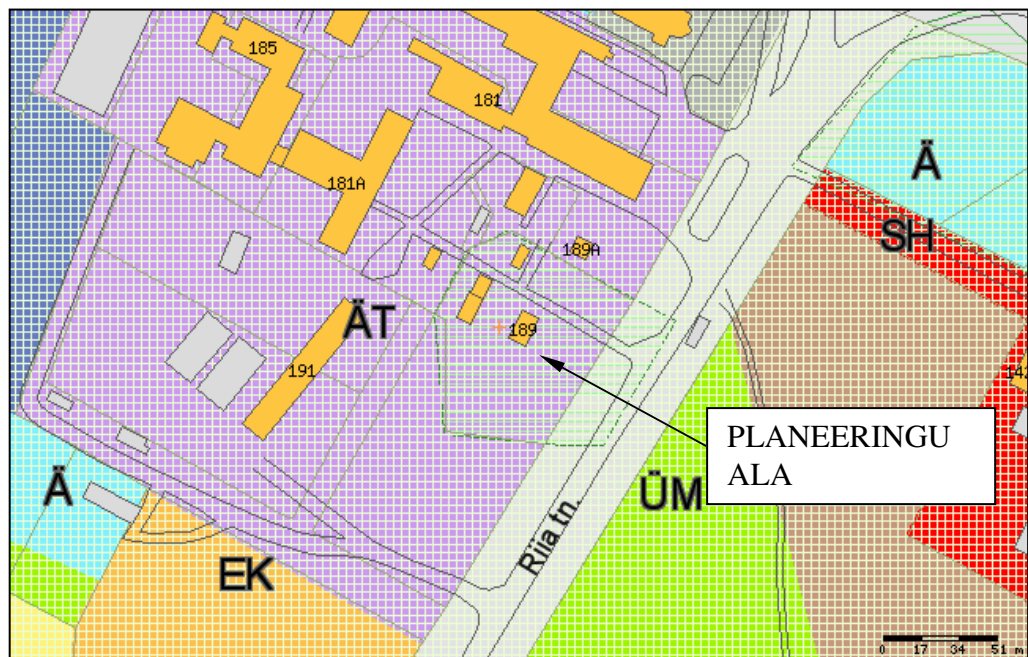 185
181
181A
Ä
SH
189A
ÄT
189
191
PLANEERINGU
ALA
Ä
ÜM
Riia tn.
EK
0 17 34 51 m